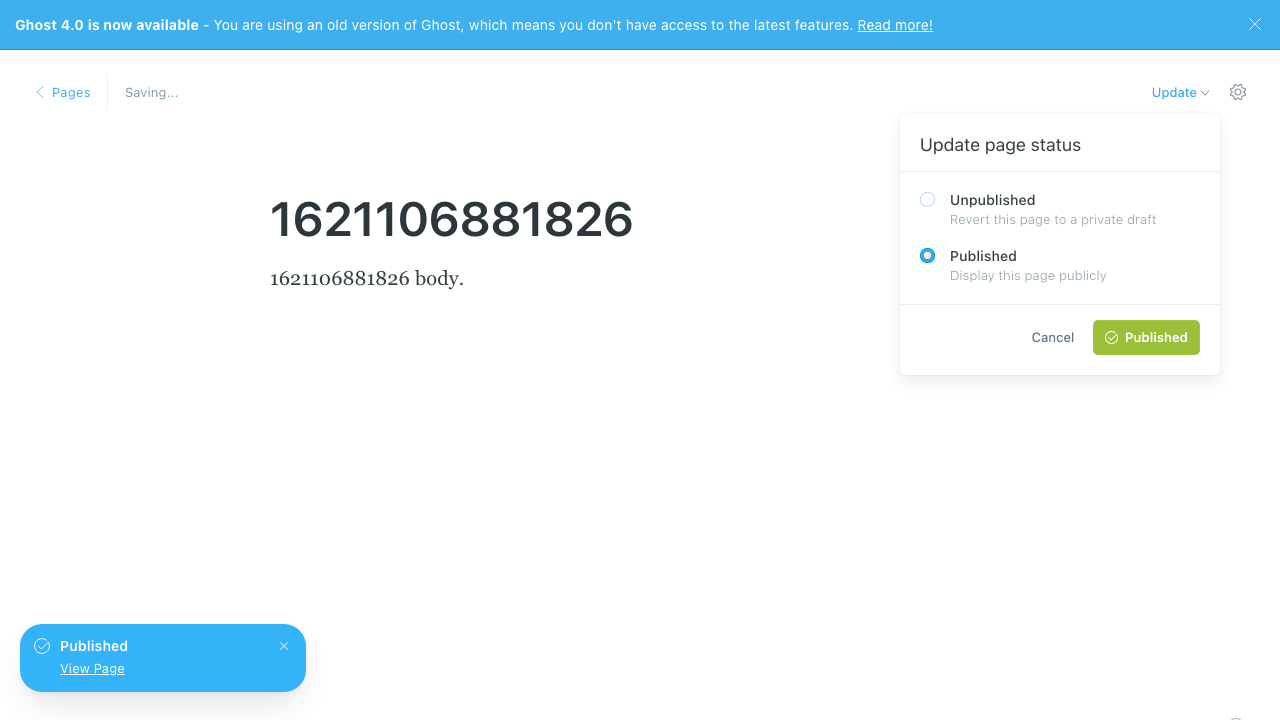 Ghost 4.0 is now available - You are using an old version of Ghost, which means you don't have access to the latest features. Read more!
Pages
Saving...
Update
Update page status
Unpublished
Revert this page to a private draft
Published
Display this page publicly
Cancel
Published
1621106881826
1621106881826 body.
Published
View Page